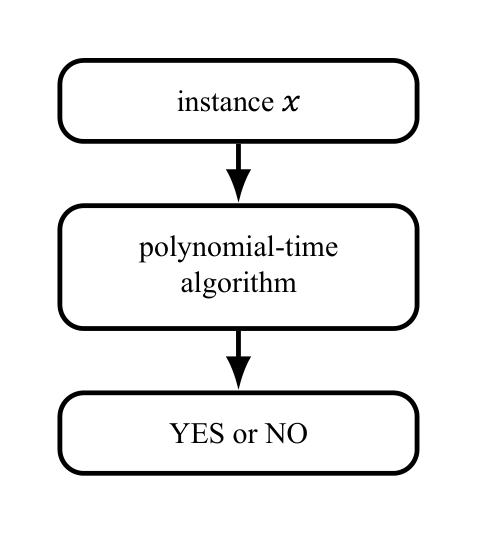 instance x
polynomial-time
algorithm
YES or NO